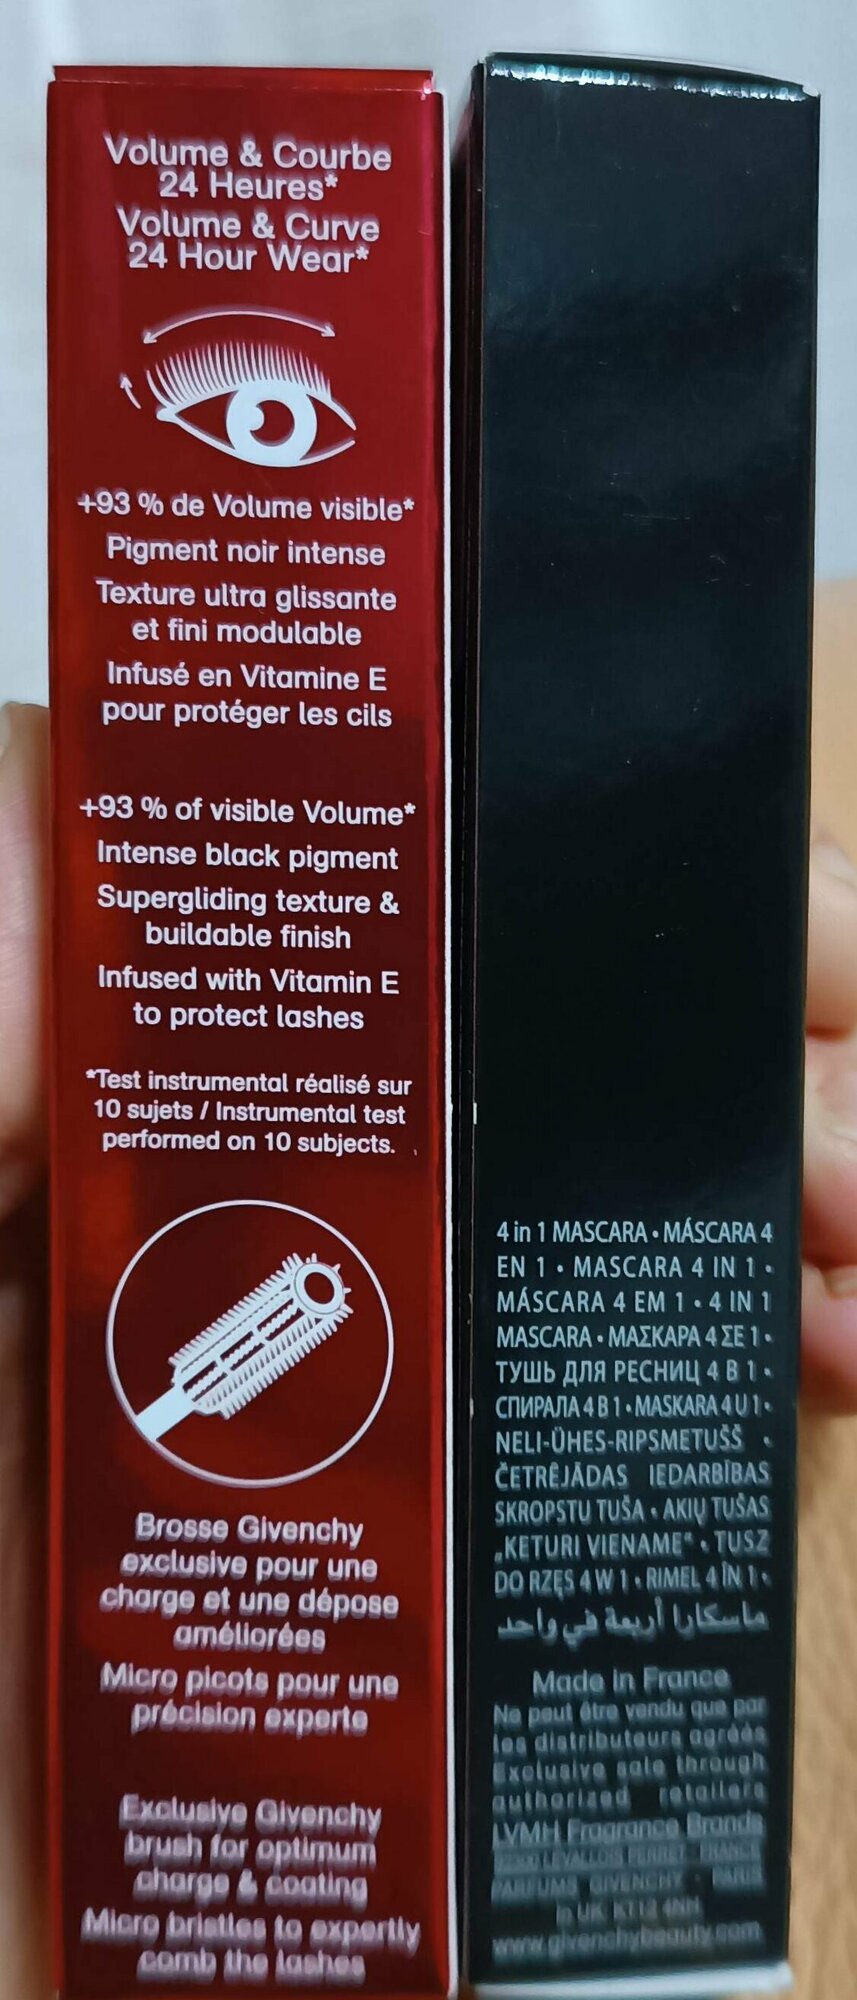 Volume & Courbe
24 Heures*
Volume & Curve
24 Hour Wear*
+93 % de Volume visible*
Pigment noir intense
Texture ultra glissante
et fini modulable
Infusé en Vitamine E
pour protéger les cils
+93 % of visible Volume*
Intense black pigment
Supergliding texture &
buildable finish
Infused with Vitamin E
to protect lashes
*Test instrumental réalisé sur
10 sujets / Instrumental test
performed on 10 subjects.
Brosse Givenchy
exclusive pour une
charge et une dépose
améliorées
Micro picots pour une
précision experte
Exclusive Givenchy
brush for optimum
charge & coating
Micro bristles to expertly
comb the lashes
4 in 1 MASCARA • MÁSCARA 4
EN 1 • MASCARA 4 IN 1 •
MÁSCARA 4 EM 1 • 4 IN 1
MASCARA • ΜΑΣΚΑΡΑ 4 ΣΕ 1 •
ТУШЬ ДЛЯ РЕСНИЦ 4 В 1 •
СПИРАЛА 4 В 1 • MASKARA 4 U 1 •
NELI-ÜHES-RIPSMETUŠŠ •
ČETRĒJĀDAS IEDARBĪBAS
SKROPSTU TUŠA • AKIŲ TUŠAS
„KETURI VIENAME“ • TUSZ
DO RZĘS 4 W 1 • RIMEL 4 ÎN 1 •
ماسكارا أربعة في واحد
Made in France
Ne peut être vendu que par
les distributeurs agréés
Exclusive sale through
authorized retailers
LVMH Fragrance Brands
LEVALLOIS PERRET - FRANCE
PARFUMS GIVENCHY - PARIS
In UK KT12 4NH
www.givenchybeauty.com